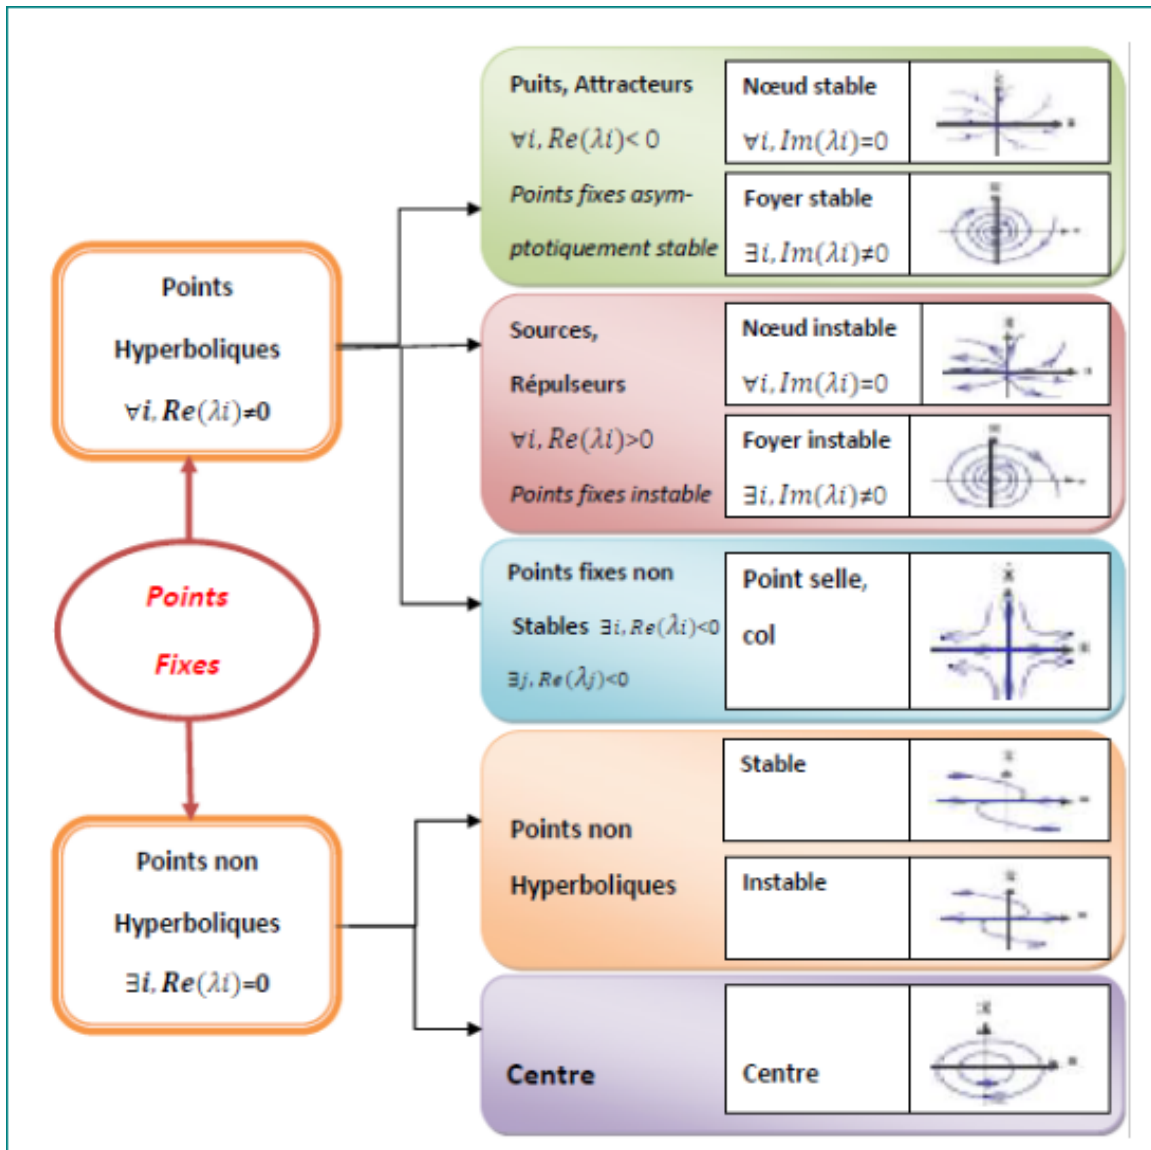 Puits, Attracteurs
∀i, Re(λi)< 0
Points fixes asym-
ptotiquement stable
Nœud stable
∀i, Im(λi)=0
Foyer stable
∃i, Im(λi)≠0
Points
Hyperboliques
∀i, Re(λi)≠0
Sources,
Répulseurs
∀i, Re(λi)>0
Points fixes instable
Nœud instable
∀i, Im(λi)=0
Foyer instable
∃i, Im(λi)≠0
Points
Fixes
Points fixes non
Stables ∃i, Re(λi)<0
∃j, Re(λj)<0
Point selle,
col
Points non
Hyperboliques
∃i, Re(λi)=0
Points non
Hyperboliques
Stable
Instable
Centre
Centre